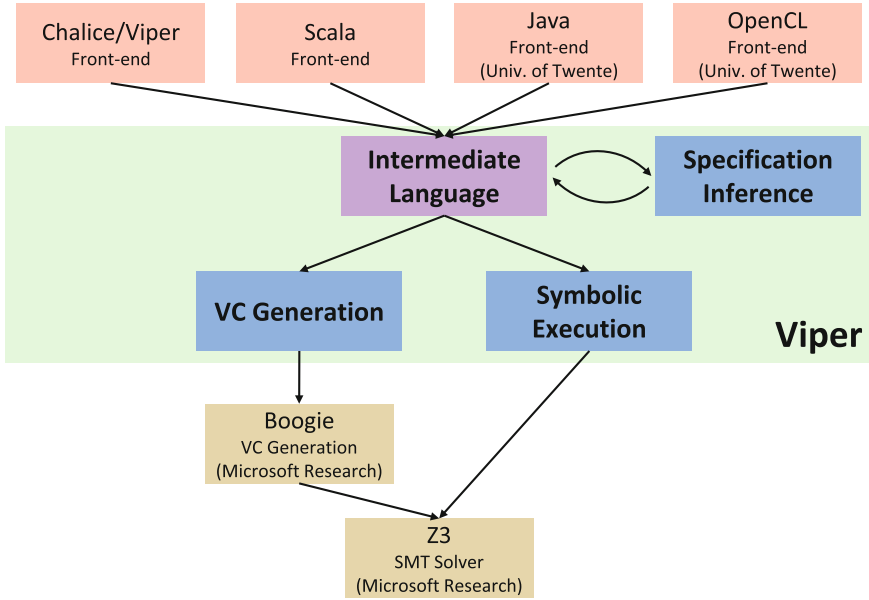 Chalice/Viper
Front-end
Scala
Front-end
Java
Front-end
(Univ. of Twente)
OpenCL
Front-end
(Univ. of Twente)
Intermediate
Language
Specification
Inference
VC Generation
Symbolic
Execution
Viper
Boogie
VC Generation
(Microsoft Research)
Z3
SMT Solver
(Microsoft Research)